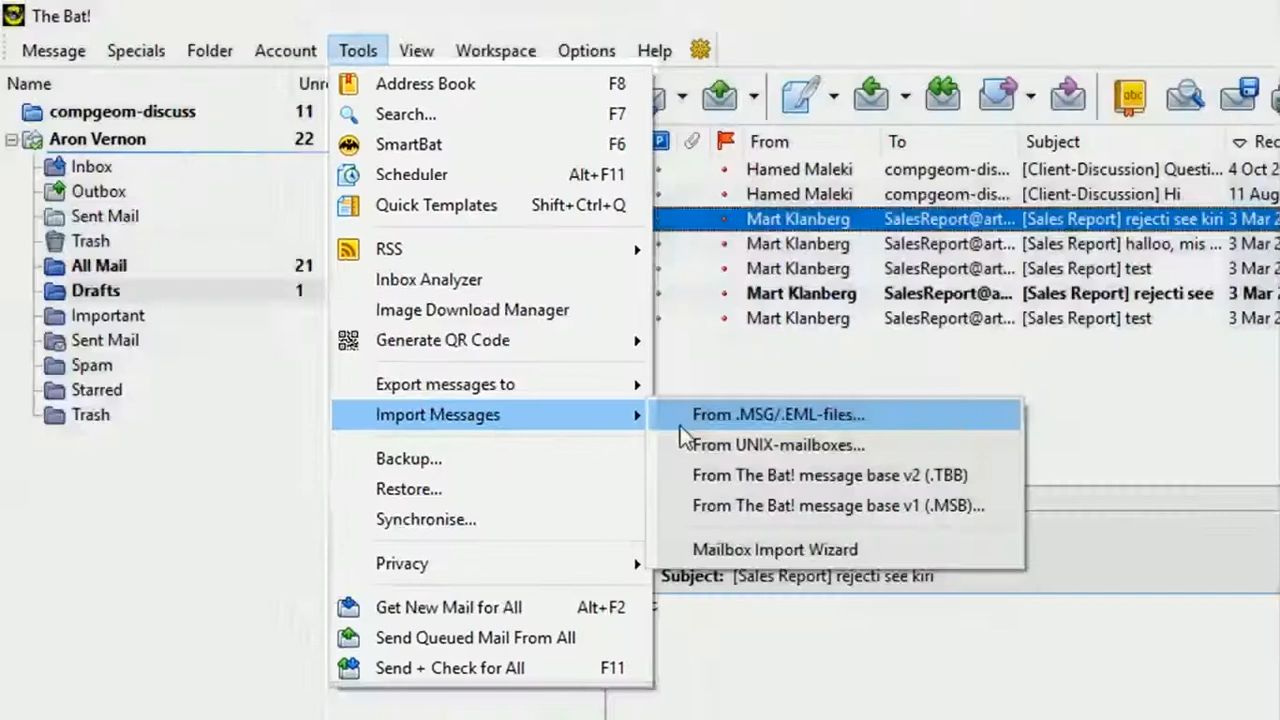 The Bat!
Message Specials Folder Account Tools View Workspace Options Help
Name Unr
compgeom-discuss 11
Aron Vernon 22
Inbox
Outbox
Sent Mail
Trash
All Mail 21
Drafts 1
Important
Sent Mail
Spam
Starred
Trash
Address Book F8
Search... F7
SmartBat F6
Scheduler Alt+F11
Quick Templates Shift+Ctrl+Q
RSS
Inbox Analyzer
Image Download Manager
Generate QR Code
Export messages to
Import Messages
Backup...
Restore...
Synchronise...
Privacy
Get New Mail for All Alt+F2
Send Queued Mail From All
Send + Check for All F11
From .MSG/.EML-files...
From UNIX-mailboxes...
From The Bat! message base v2 (.TBB)
From The Bat! message base v1 (.MSB)...
Mailbox Import Wizard
abc
P From To Subject Rec
Hamed Maleki compgeom-dis... [Client-Discussion] Questi... 4 Oct 2
Hamed Maleki compgeom-dis... [Client-Discussion] Hi 11 Aug
Mart Klanberg SalesReport@art... [Sales Report] rejecti see kiri 3 Mar 2
Mart Klanberg SalesReport@art... [Sales Report] halloo, mis ... 3 Mar 2
Mart Klanberg SalesReport@art... [Sales Report] test 3 Mar 2
Mart Klanberg SalesReport@a... [Sales Report] rejecti see 3 Mar
Mart Klanberg SalesReport@art... [Sales Report] test 3 Mar 2
Subject: [Sales Report] rejecti see kiri